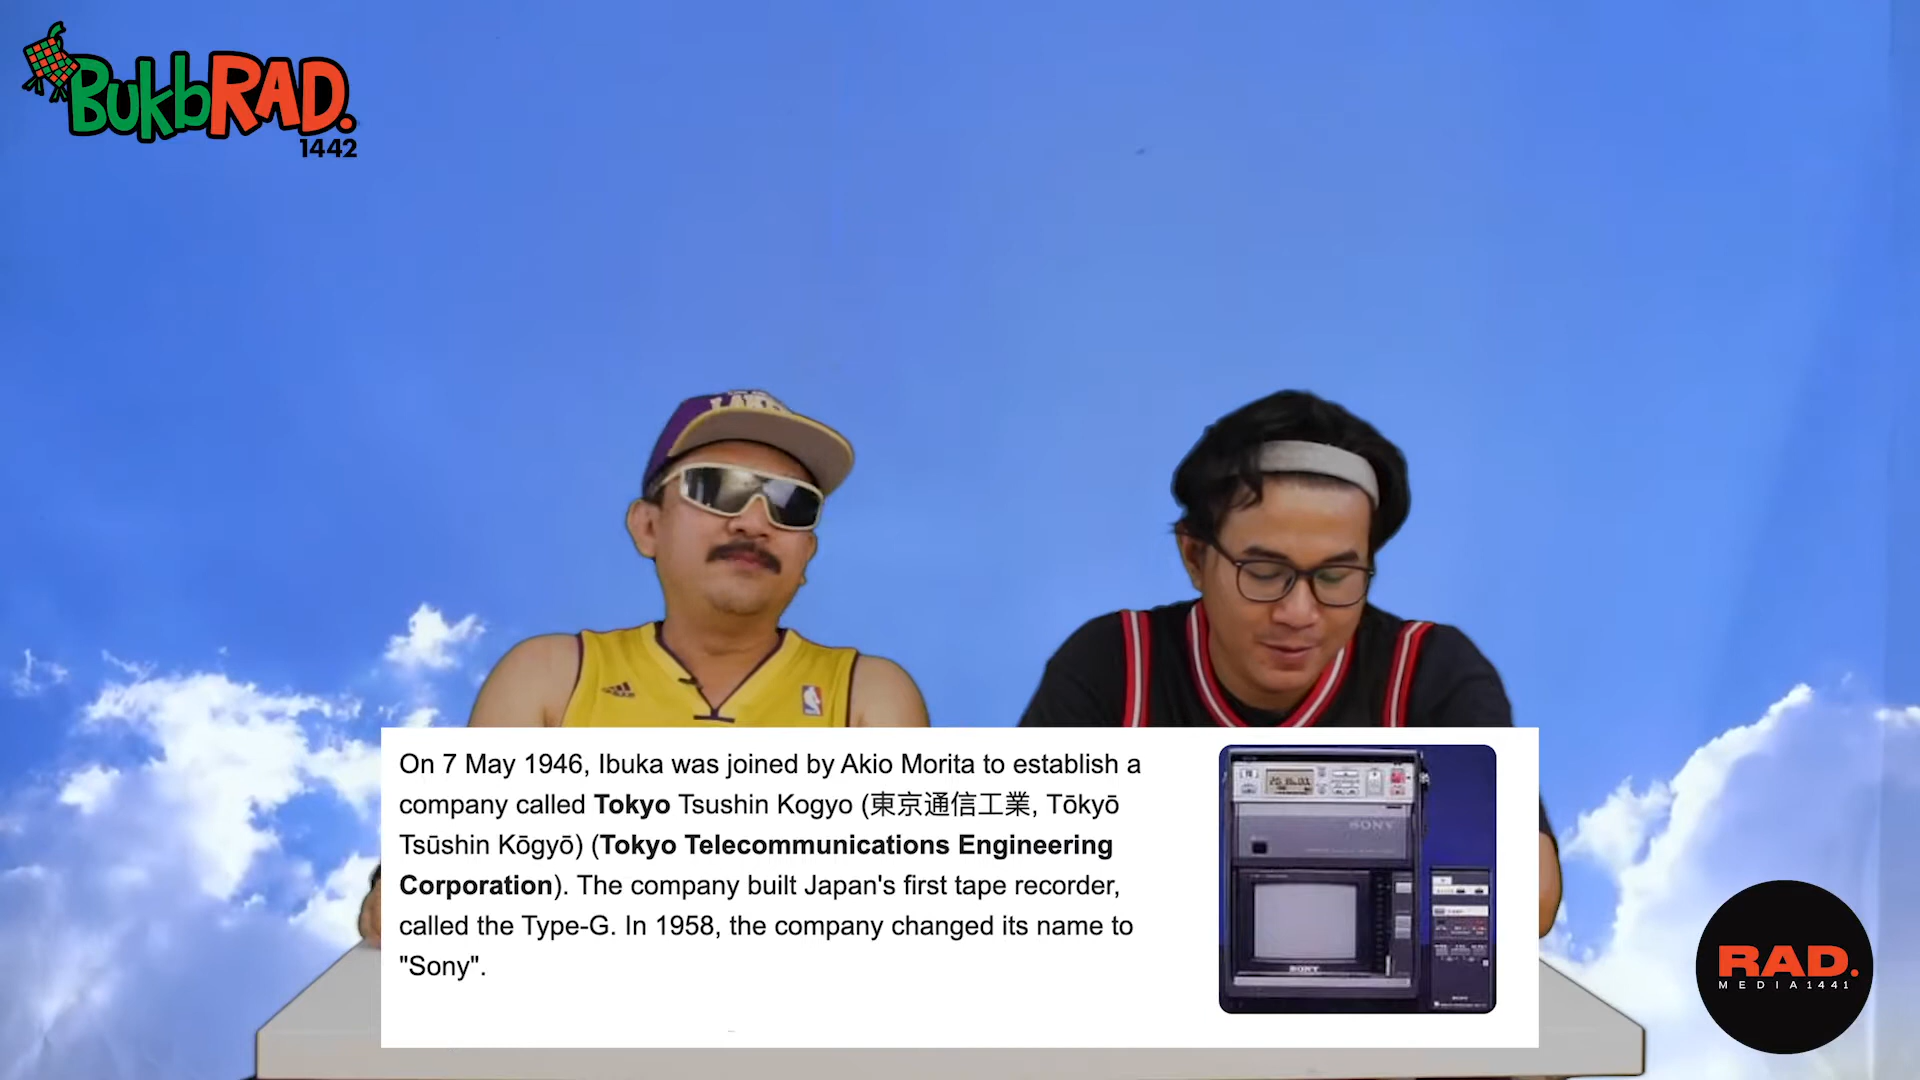 BukbRAD.
1442
LAKERS
On 7 May 1946, Ibuka was joined by Akio Morita to establish a
company called Tokyo Tsushin Kogyo (東京通信工業, Tōkyō
Tsūshin Kōgyō) (Tokyo Telecommunications Engineering
Corporation). The company built Japan's first tape recorder,
called the Type-G. In 1958, the company changed its name to
"Sony".
SONY
SONY
RAD.
MEDIA1441